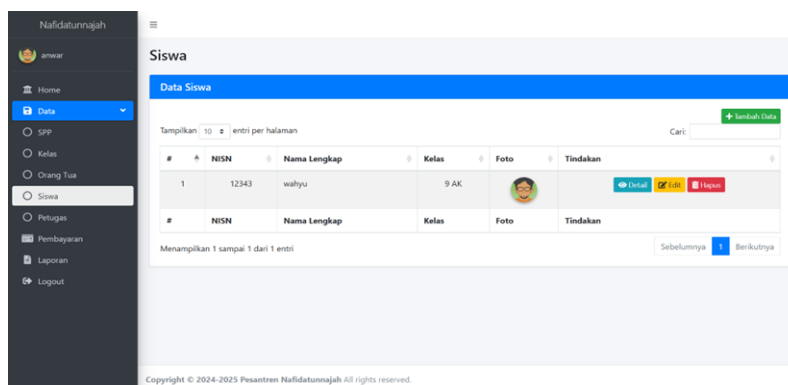 Nafidatunnajah
anwar
Home
Data
SPP
Kelas
Orang Tua
Siswa
Petugas
Pembayaran
Laporan
Logout
Siswa
Data Siswa
+ Tambah Data
Tampilkan 10 entri per halaman
Cari:
# NISN Nama Lengkap Kelas Foto Tindakan
1 12343 wahyu 9 AK Detail Edit Hapus
# NISN Nama Lengkap Kelas Foto Tindakan
Menampilkan 1 sampai 1 dari 1 entri
Sebelumnya 1 Berikutnya
Copyright © 2024-2025 Pesantren Nafidatunnajah All rights reserved.